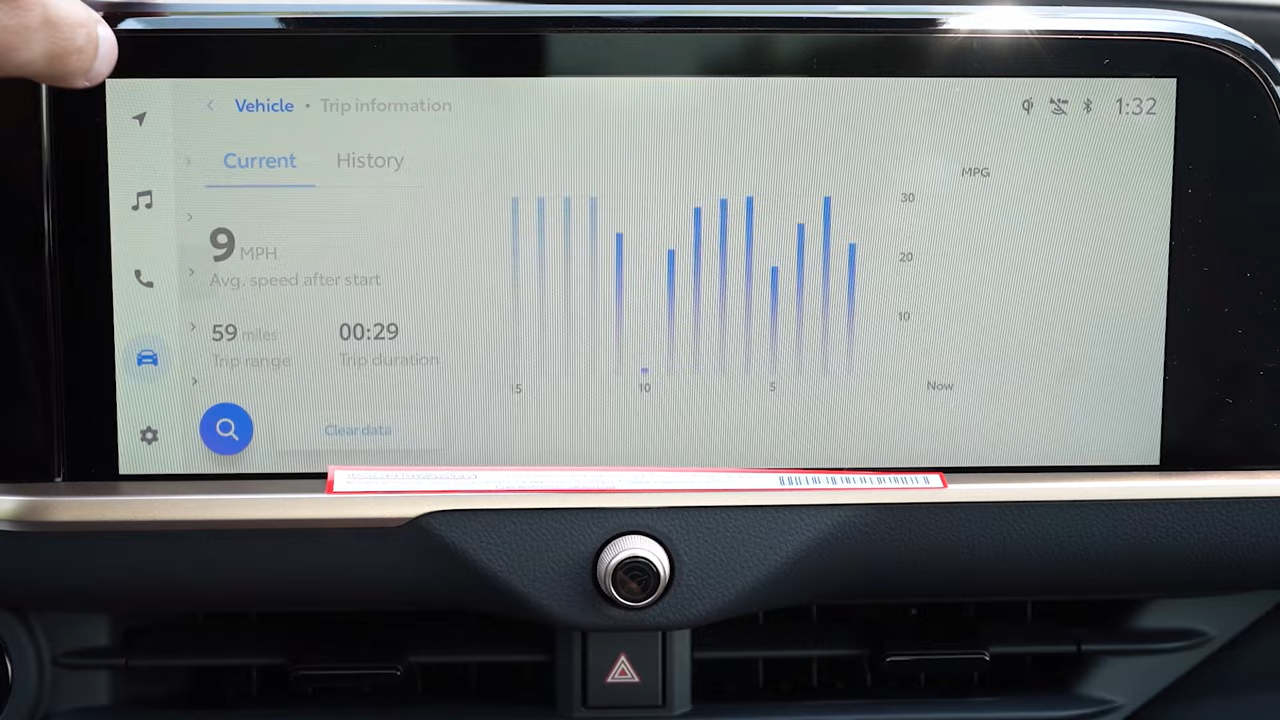 Vehicle • Trip information
1:32
Current
History
MPG
30
20
10
9 MPH
Avg. speed after start
59 miles
00:29
Trip range
Trip duration
15
10
5
Now
Clear data